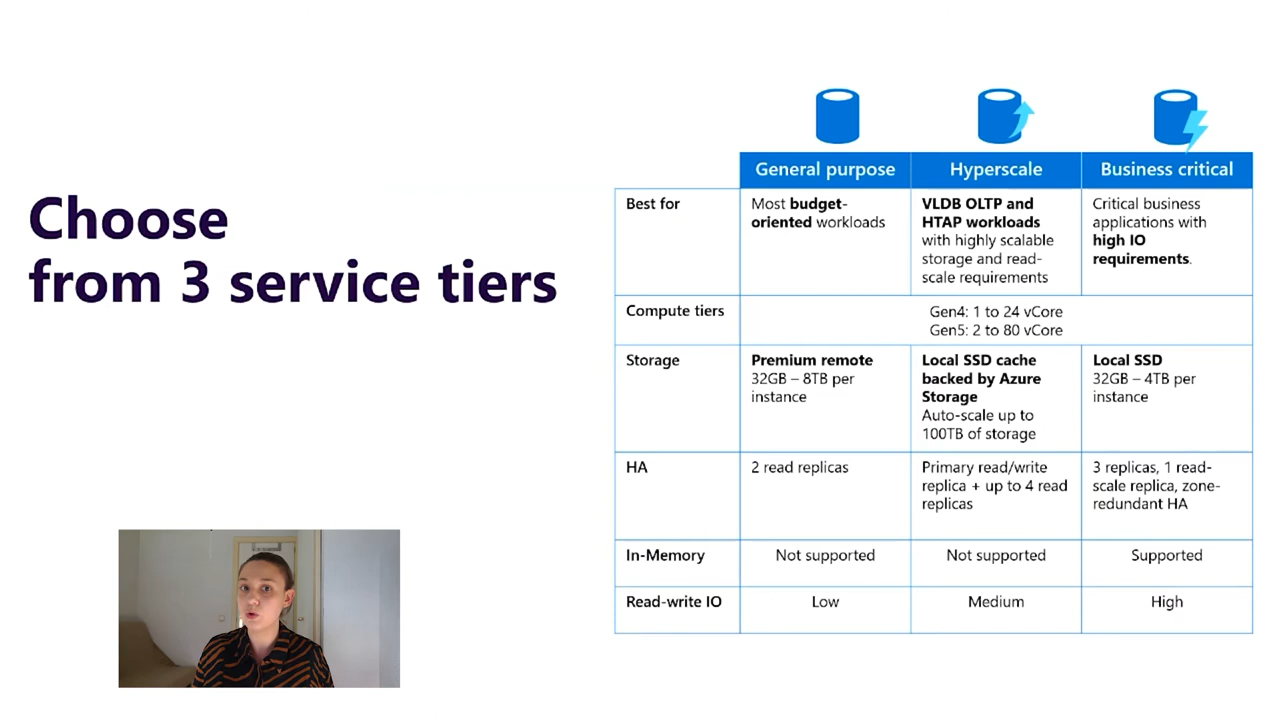 Choose
from 3 service tiers
General purpose
Hyperscale
Business critical
Best for
Most budget-
oriented workloads
VLDB OLTP and
HTAP workloads
with highly scalable
storage and read-
scale requirements
Critical business
applications with
high IO
requirements.
Compute tiers
Gen4: 1 to 24 vCore
Gen5: 2 to 80 vCore
Storage
Premium remote
32GB – 8TB per
instance
Local SSD cache
backed by Azure
Storage
Auto-scale up to
100TB of storage
Local SSD
32GB – 4TB per
instance
HA
2 read replicas
Primary read/write
replica + up to 4 read
replicas
3 replicas, 1 read-
scale replica, zone-
redundant HA
In-Memory
Not supported
Not supported
Supported
Read-write IO
Low
Medium
High